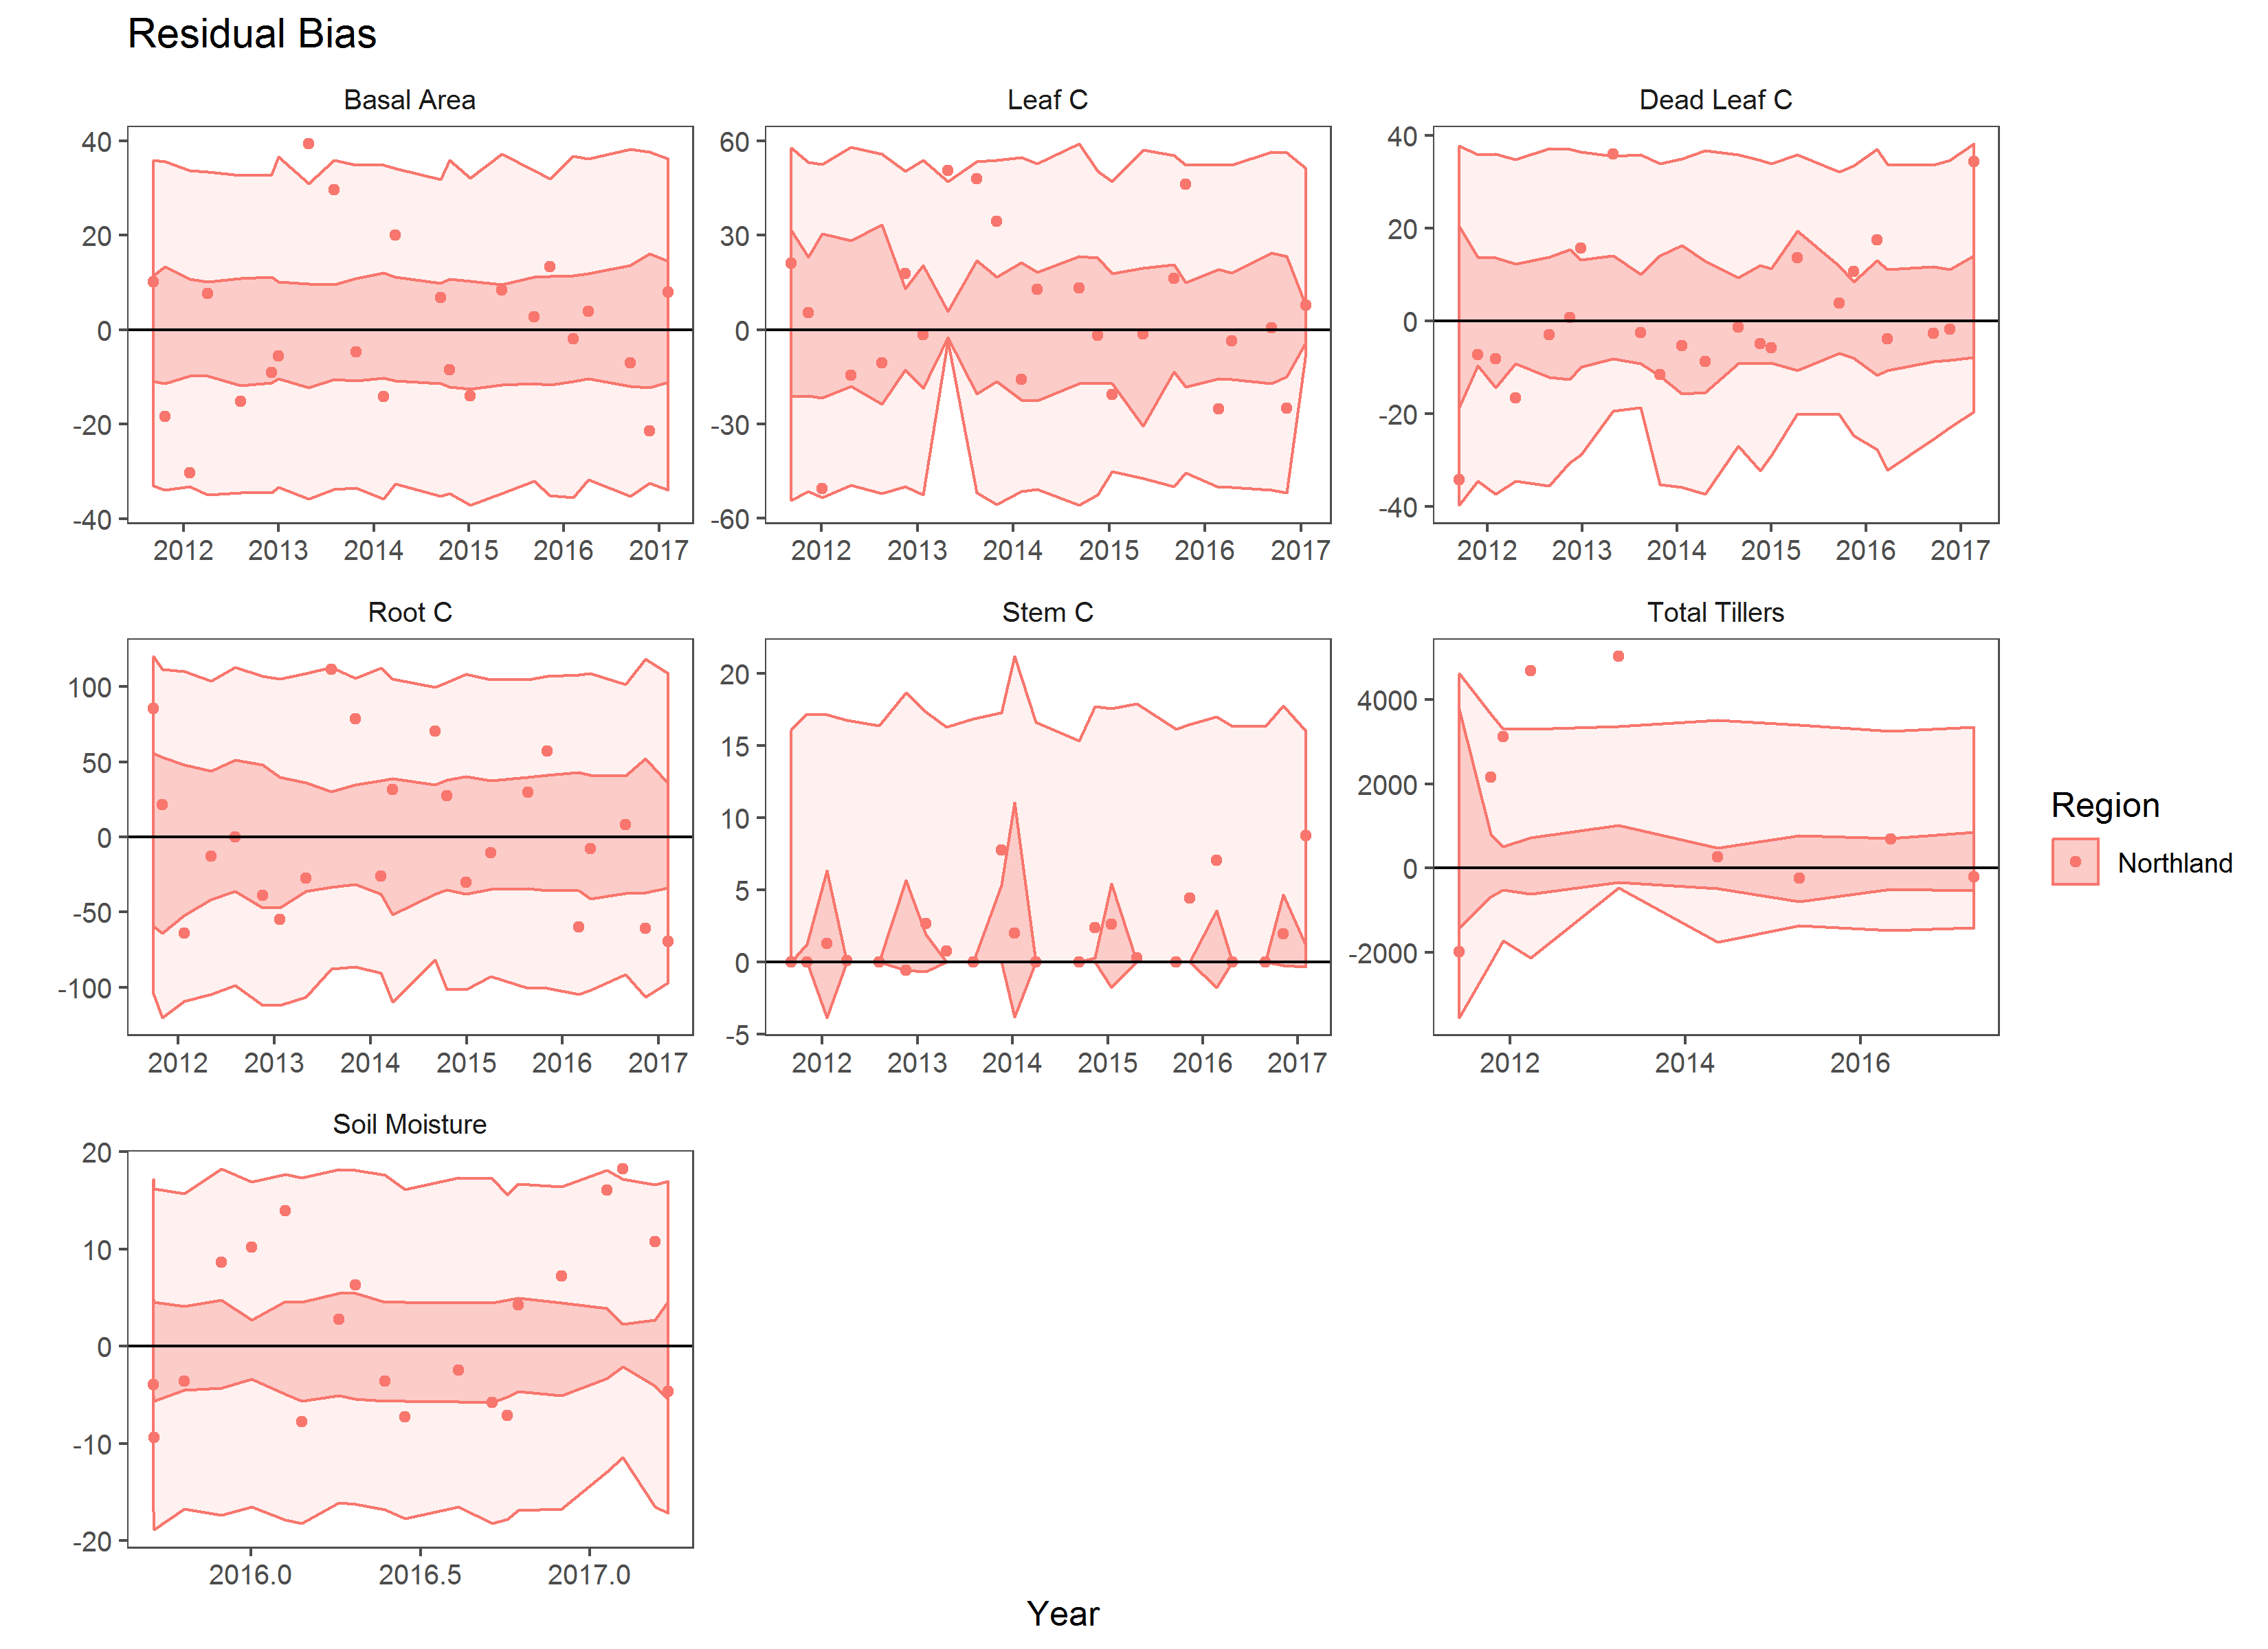 Residual Bias
Basal Area
Leaf C
Dead Leaf C
40
20
0
-20
-40
60
30
0
-30
-60
40
20
0
-20
-40
2012 2013 2014 2015 2016 2017
2012 2013 2014 2015 2016 2017
2012 2013 2014 2015 2016 2017
Root C
Stem C
Total Tillers
100
50
0
-50
-100
20
15
10
5
0
-5
4000
2000
0
-2000
2012 2013 2014 2015 2016 2017
2012 2013 2014 2015 2016 2017
2012 2014 2016
Region
Northland
Soil Moisture
20
10
0
-10
-20
2016.0 2016.5 2017.0
Year